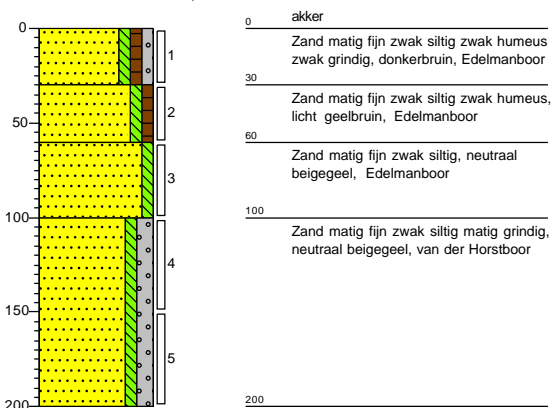 akker
0
0
Zand matig fijn zwak siltig zwak humeus
zwak grindig, donkerbruin, Edelmanboor
1
30
2
Zand matig fijn zwak siltig zwak humeus,
licht geelbruin, Edelmanboor
50
60
3
Zand matig fijn zwak siltig, neutraal
beigegeel, Edelmanboor
100
100
Zand matig fijn zwak siltig matig grindig,
neutraal beigegeel, van der Horstboor
4
150
5
200
200